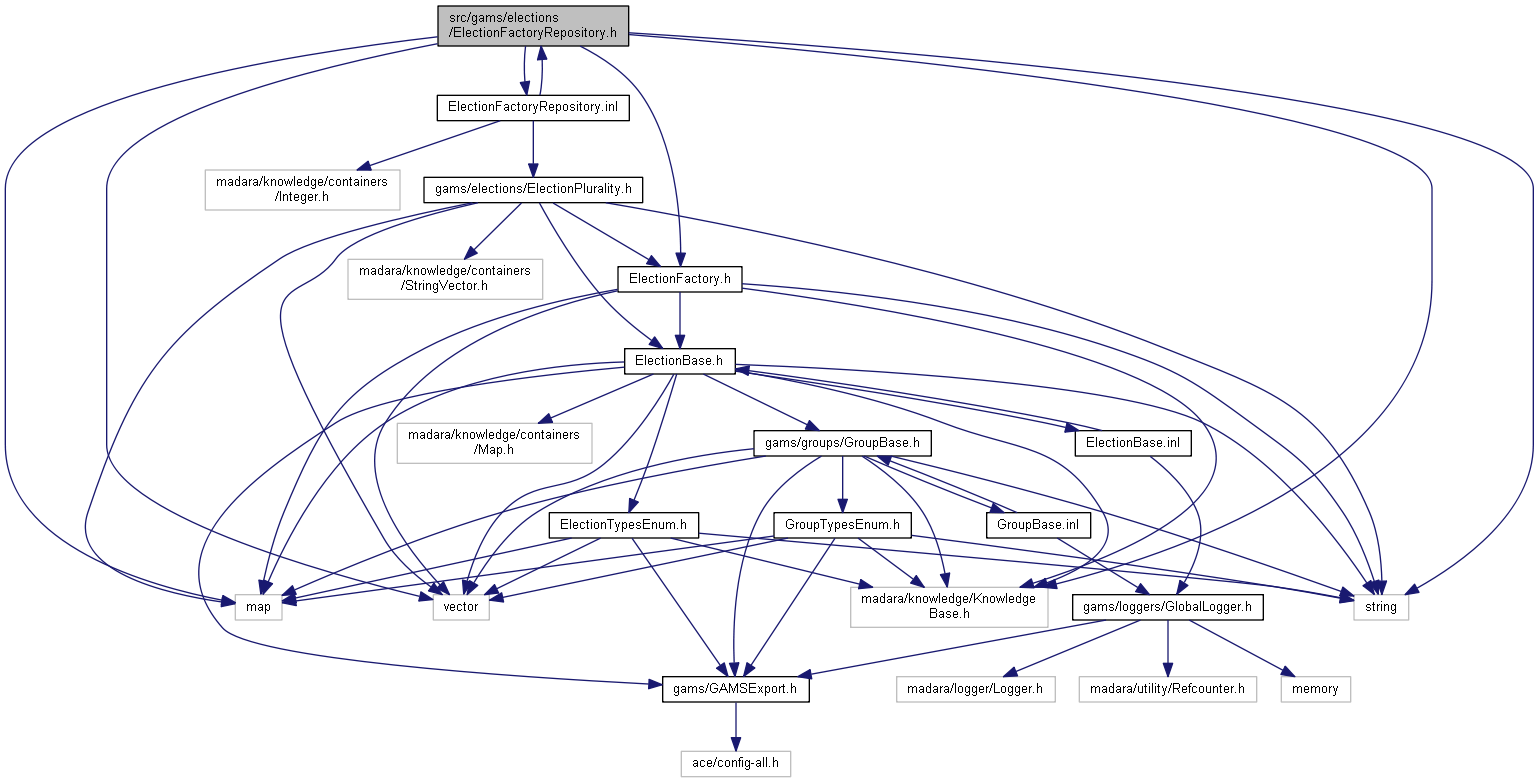 src/gams/elections
/ElectionFactoryRepository.h
ElectionFactoryRepository.inl
madara/knowledge/containers
/Integer.h
gams/elections/ElectionPlurality.h
madara/knowledge/containers
/StringVector.h
ElectionFactory.h
ElectionBase.h
madara/knowledge/containers
/Map.h
gams/groups/GroupBase.h
ElectionBase.inl
ElectionTypesEnum.h
GroupTypesEnum.h
GroupBase.inl
map
vector
madara/knowledge/Knowledge
Base.h
gams/loggers/GlobalLogger.h
string
gams/GAMSExport.h
madara/logger/Logger.h
madara/utility/Refcounter.h
memory
ace/config-all.h